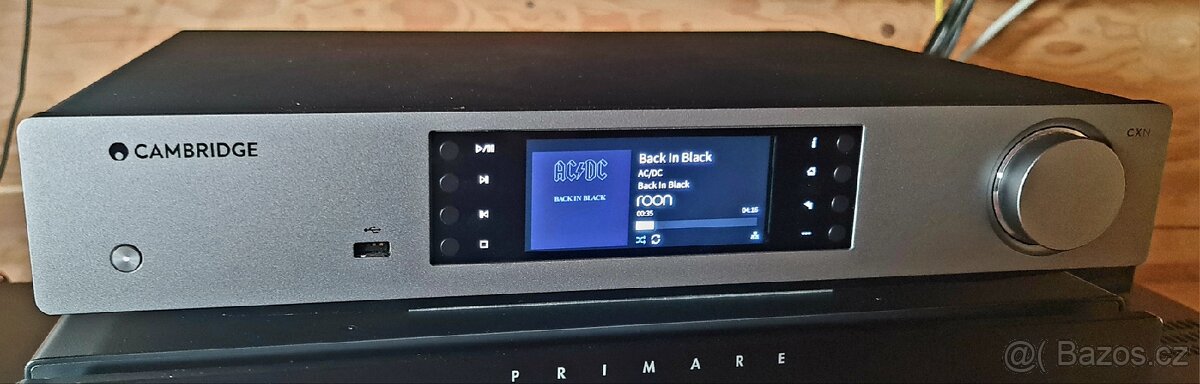 CAMBRIDGE
CXN
AC/DC
BACK IN BLACK
Back In Black
AC/DC
Back In Black
roon
00:35
04:16
PRIMARE
@( Bazos.cz